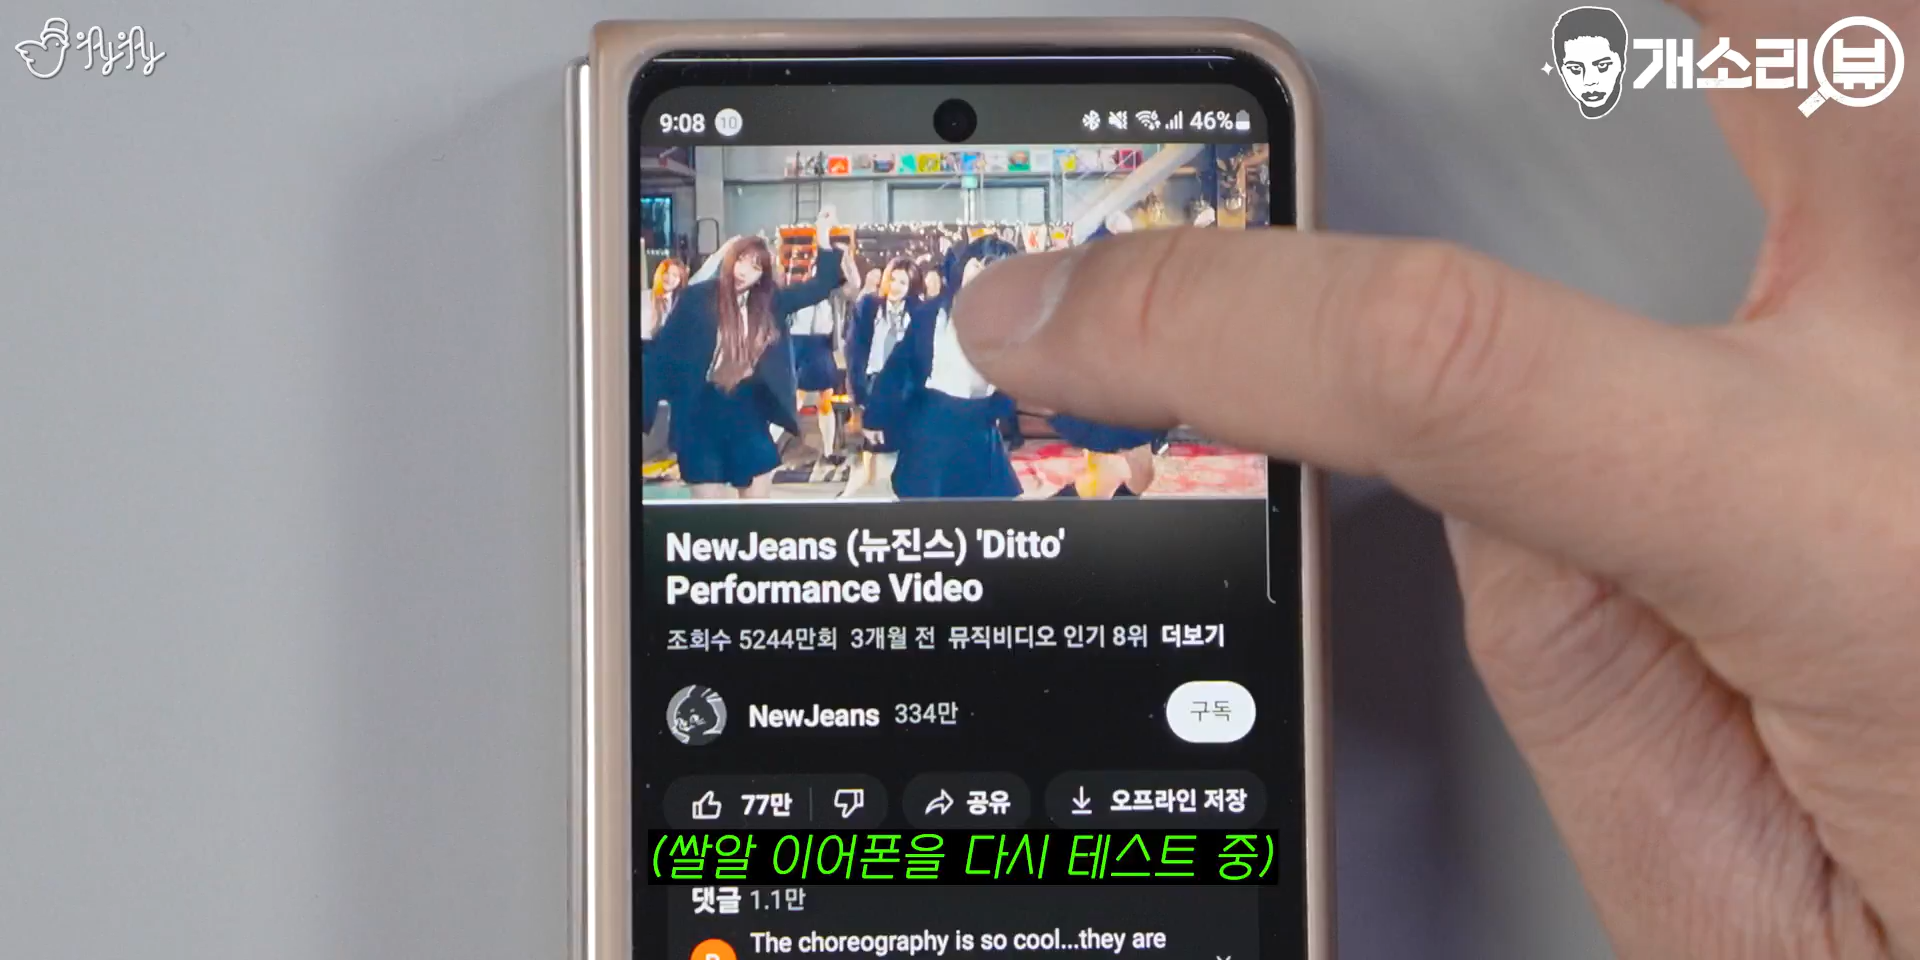 개소리뷰
9:08 10 46%
NewJeans (뉴진스) 'Ditto'
Performance Video
조회수 5244만회 3개월 전 뮤직비디오 인기 8위 더보기
NewJeans 334만 구독
77만 공유 오프라인 저장
(쌀알 이어폰을 다시 테스트 중)
댓글 1.1만
The choreography is so cool...they are